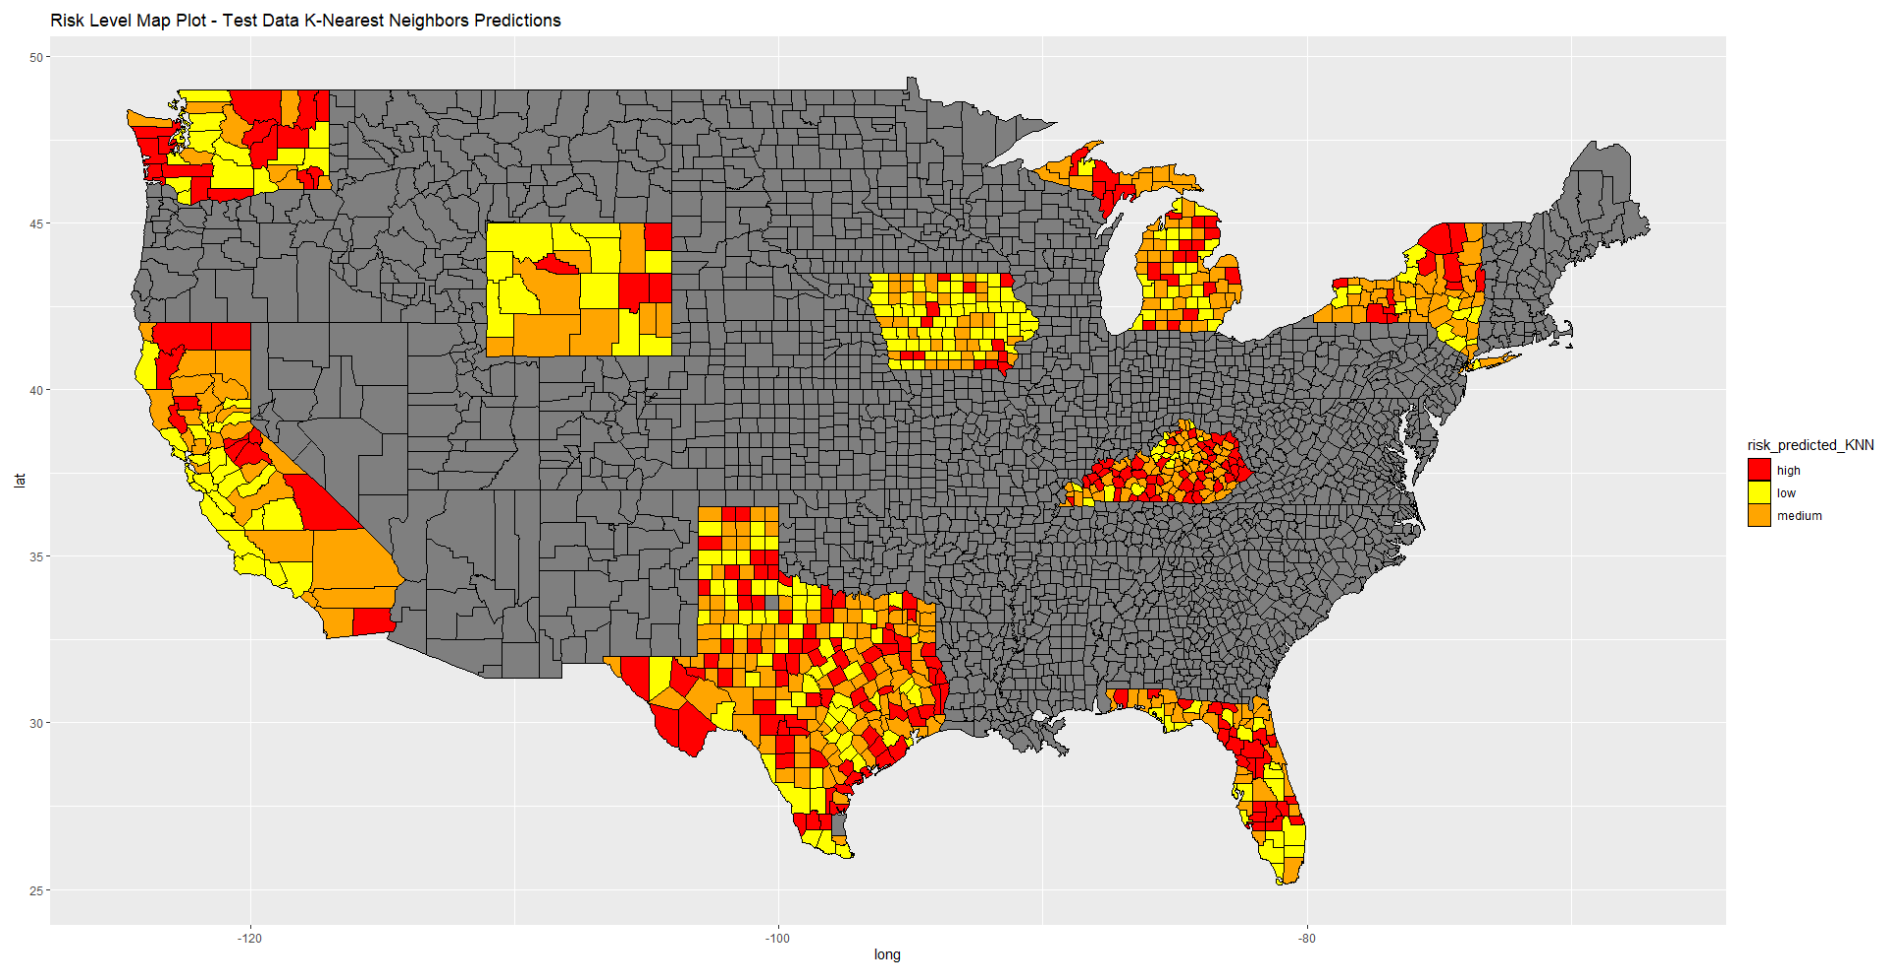 Risk Level Map Plot - Test Data K-Nearest Neighbors Predictions
50
45
40
35
30
25
lat
-120
-100
-80
long
risk_predicted_KNN
high
low
medium